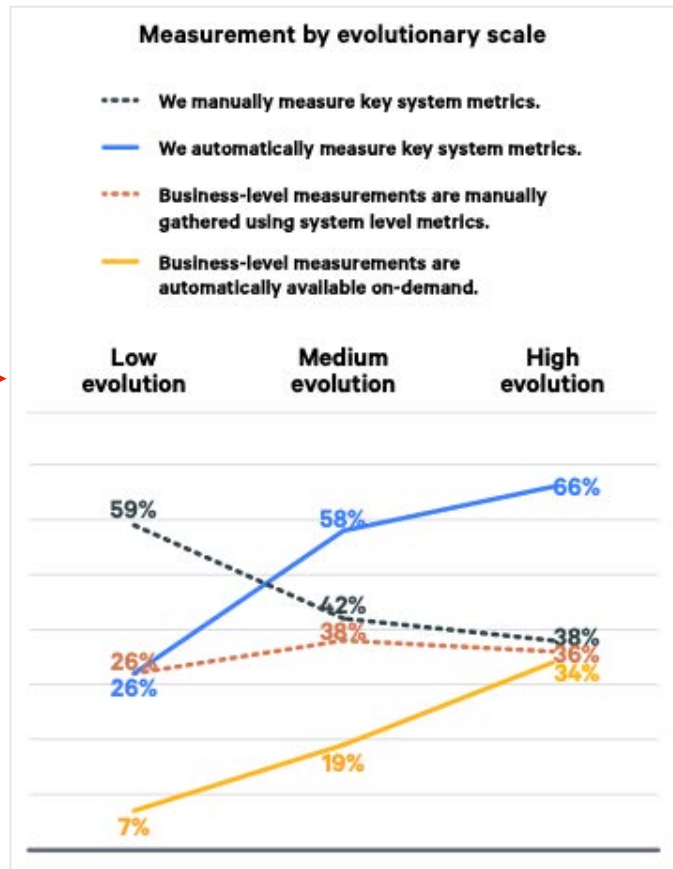 Measurement by evolutionary scale
We manually measure key system metrics.
We automatically measure key system metrics.
Business-level measurements are manually
gathered using system level metrics.
Business-level measurements are
automatically available on-demand.
Low
evolution
Medium
evolution
High
evolution
59%
58%
66%
42%
38%
38%
36%
34%
26%
26%
19%
7%